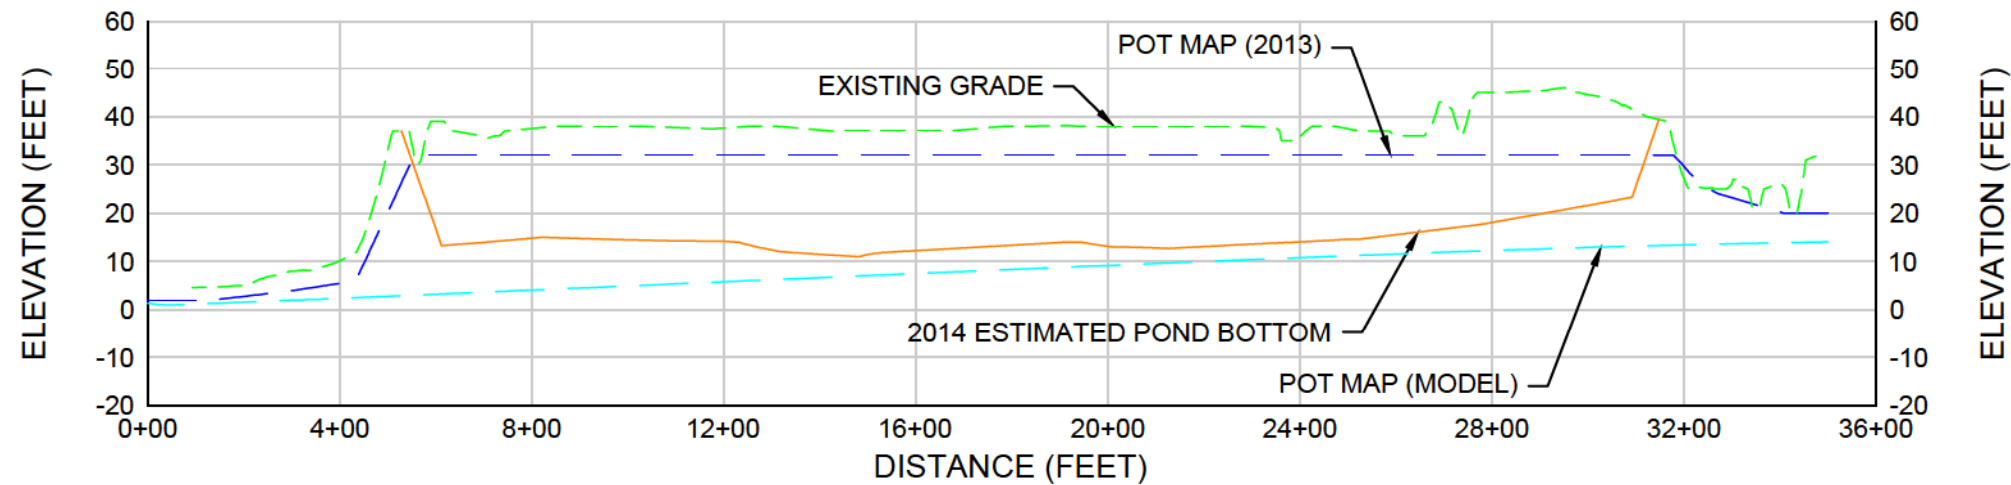 60 60
50 50
POT MAP (2013)
EXISTING GRADE
40 40
30 30
20 20
10 10
0 0
2014 ESTIMATED POND BOTTOM
-10 -10
POT MAP (MODEL)
-20 -20
ELEVATION (FEET)
ELEVATION (FEET)
0+00 4+00 8+00 12+00 16+00 20+00 24+00 28+00 32+00 36+00
DISTANCE (FEET)